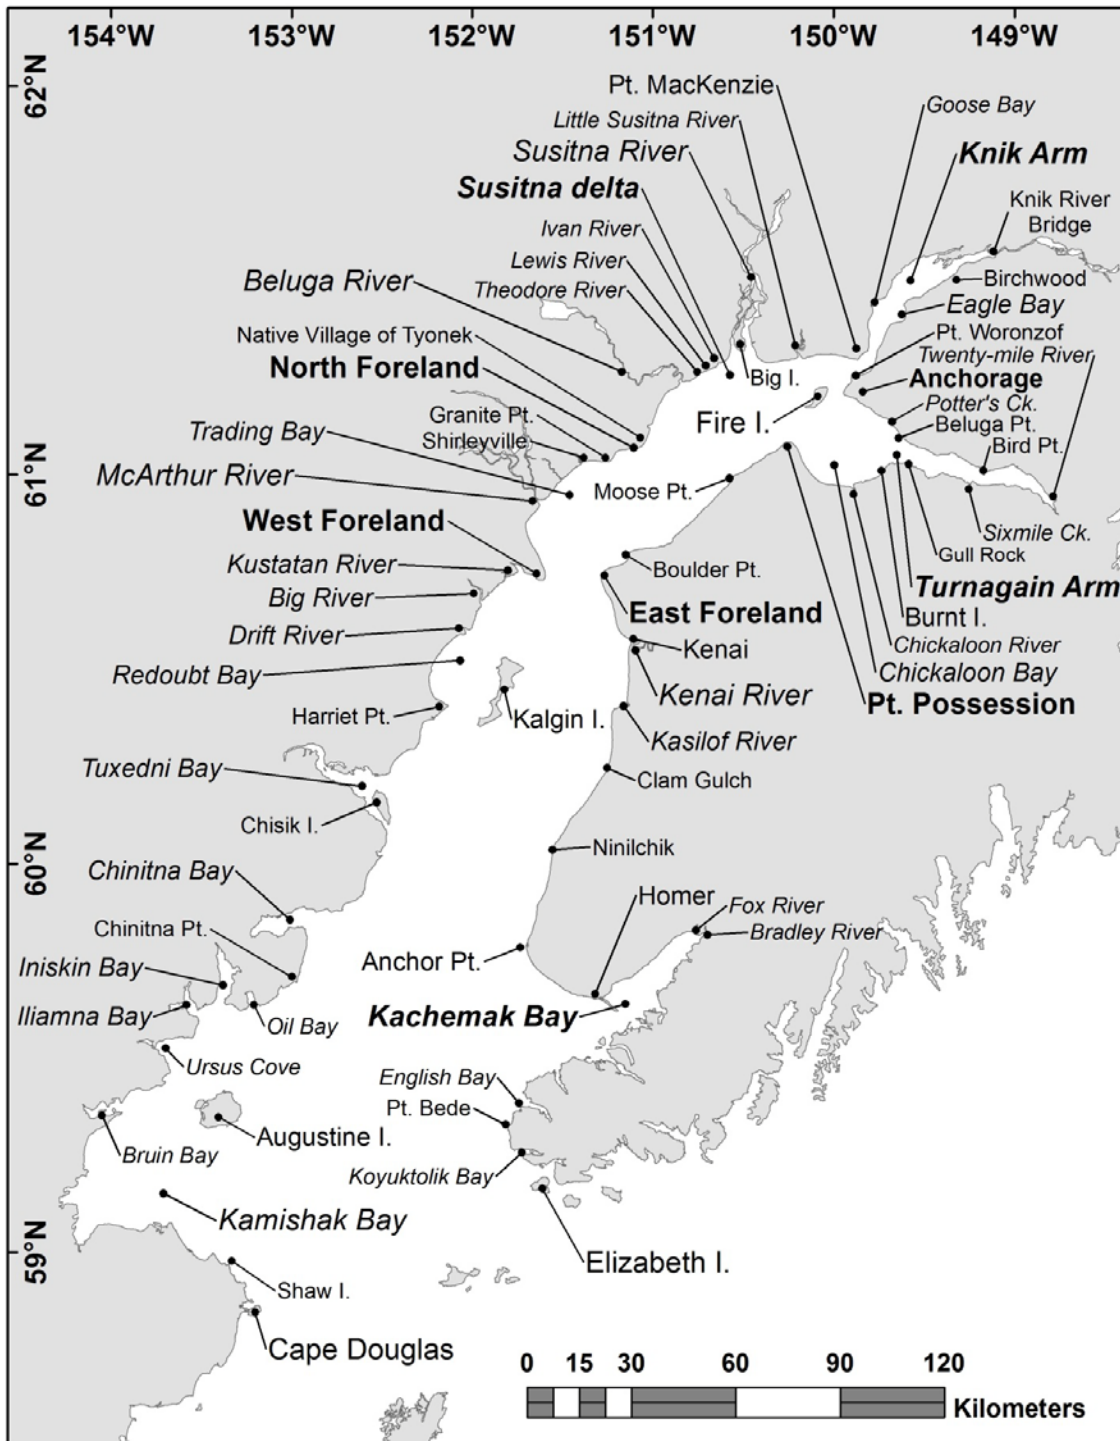 154°W 153°W 152°W 151°W 150°W 149°W
62°N
Pt. MacKenzie
Goose Bay
Little Susitna River
Susitna River
Knik Arm
Susitna delta
Knik River
Bridge
Ivan River
Lewis River
Beluga River
Birchwood
Theodore River
Eagle Bay
Native Village of Tyonek
Pt. Woronzof
Twenty-mile River
North Foreland
Big I.
Anchorage
Potter's Ck.
Granite Pt.
Fire I.
Beluga Pt.
Trading Bay
Shirleyville
Bird Pt.
61°N
McArthur River
Moose Pt.
West Foreland
Sixmile Ck.
Gull Rock
Kustatan River
Boulder Pt.
Turnagain Arm
Big River
East Foreland
Burnt I.
Drift River
Kenai
Chickaloon River
Redoubt Bay
Chickaloon Bay
Kenai River
Pt. Possession
Harriet Pt.
Kalgin I.
Kasilof River
Tuxedni Bay
Clam Gulch
Chisik I.
Ninilchik
60°N
Chinitna Bay
Homer
Fox River
Chinitna Pt.
Bradley River
Anchor Pt.
Iniskin Bay
Iliamna Bay
Oil Bay
Kachemak Bay
Ursus Cove
English Bay
Pt. Bede
Augustine I.
Bruin Bay
Koyuktolik Bay
Kamishak Bay
59°N
Elizabeth I.
Shaw I.
Cape Douglas
0 15 30 60 90 120
Kilometers